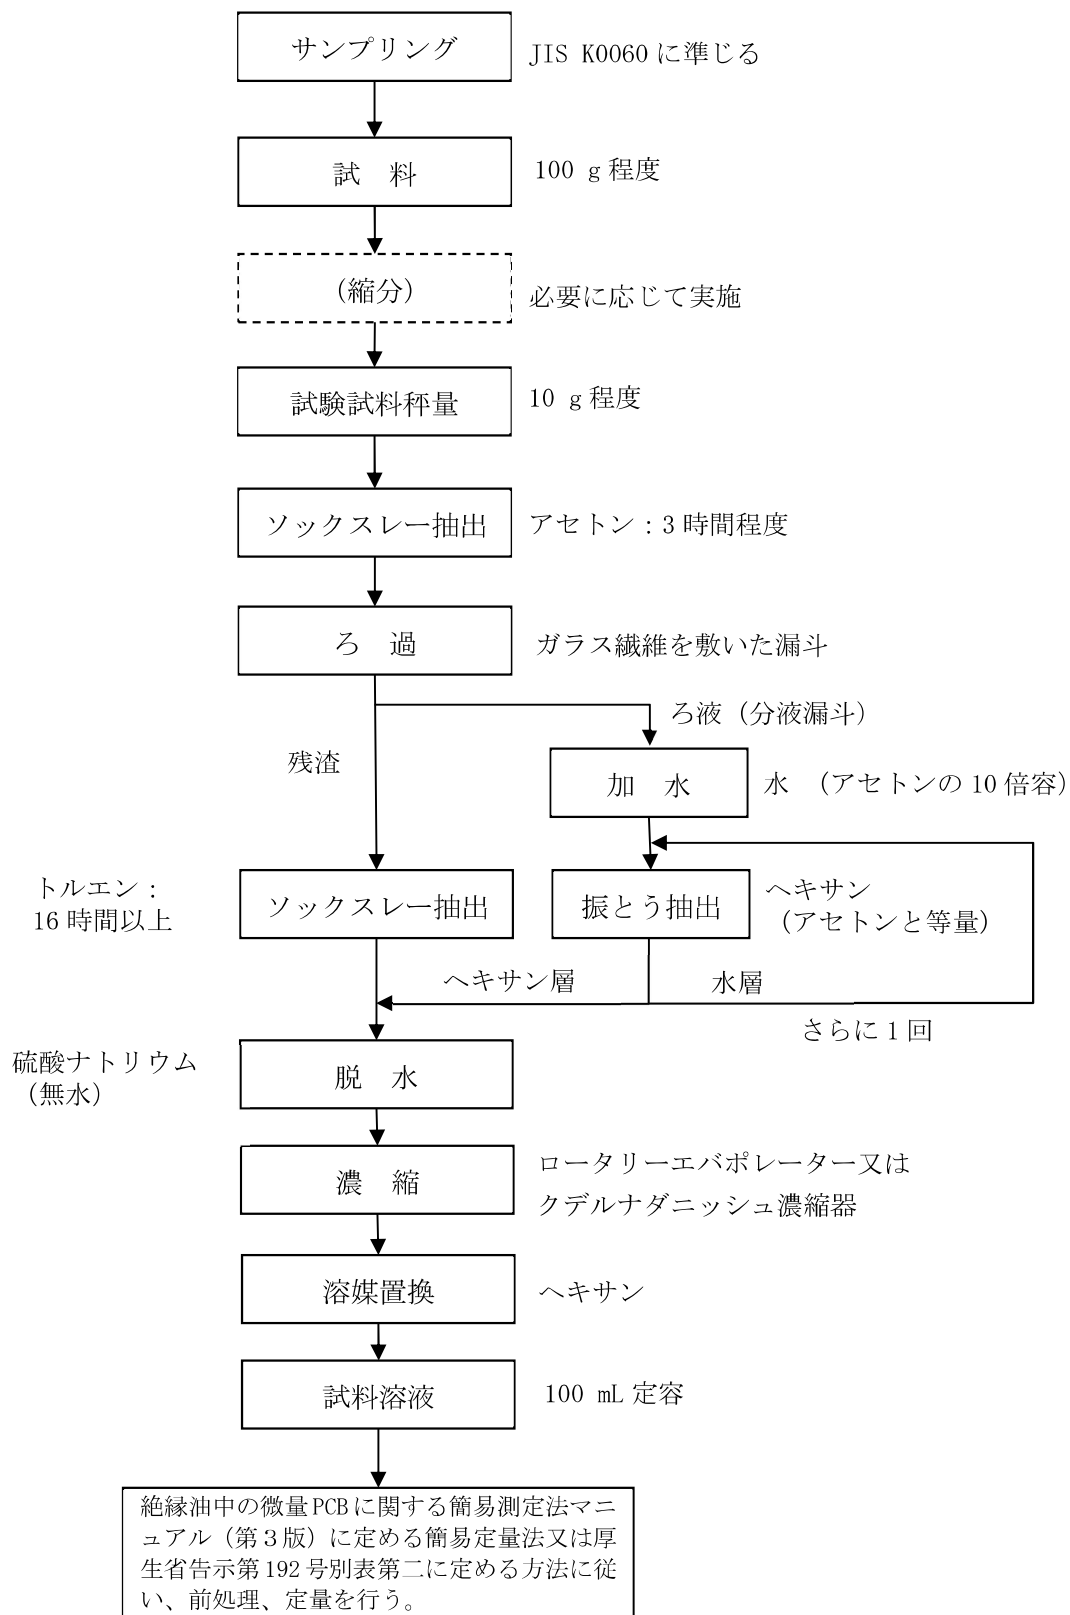 サンプリング
JIS K0060 に準じる
試　料
100 g 程度
(縮分)
必要に応じて実施
試験試料秤量
10 g 程度
ソックスレー抽出
アセトン：3 時間程度
ろ　過
ガラス繊維を敷いた漏斗
ろ液（分液漏斗）
残渣
加　水
水　（アセトンの 10 倍容）
トルエン：
16 時間以上
ソックスレー抽出
振とう抽出
ヘキサン
（アセトンと等量）
ヘキサン層
水層
さらに 1 回
硫酸ナトリウム
（無水）
脱　水
濃　縮
ロータリーエバポレーター又は
クデルナダニッシュ濃縮器
溶媒置換
ヘキサン
試料溶液
100 mL 定容
絶縁油中の微量 PCB に関する簡易測定法マニ
ュアル（第３版）に定める簡易定量法又は厚
生省告示第 192 号別表第二に定める方法に従
い、前処理、定量を行う。